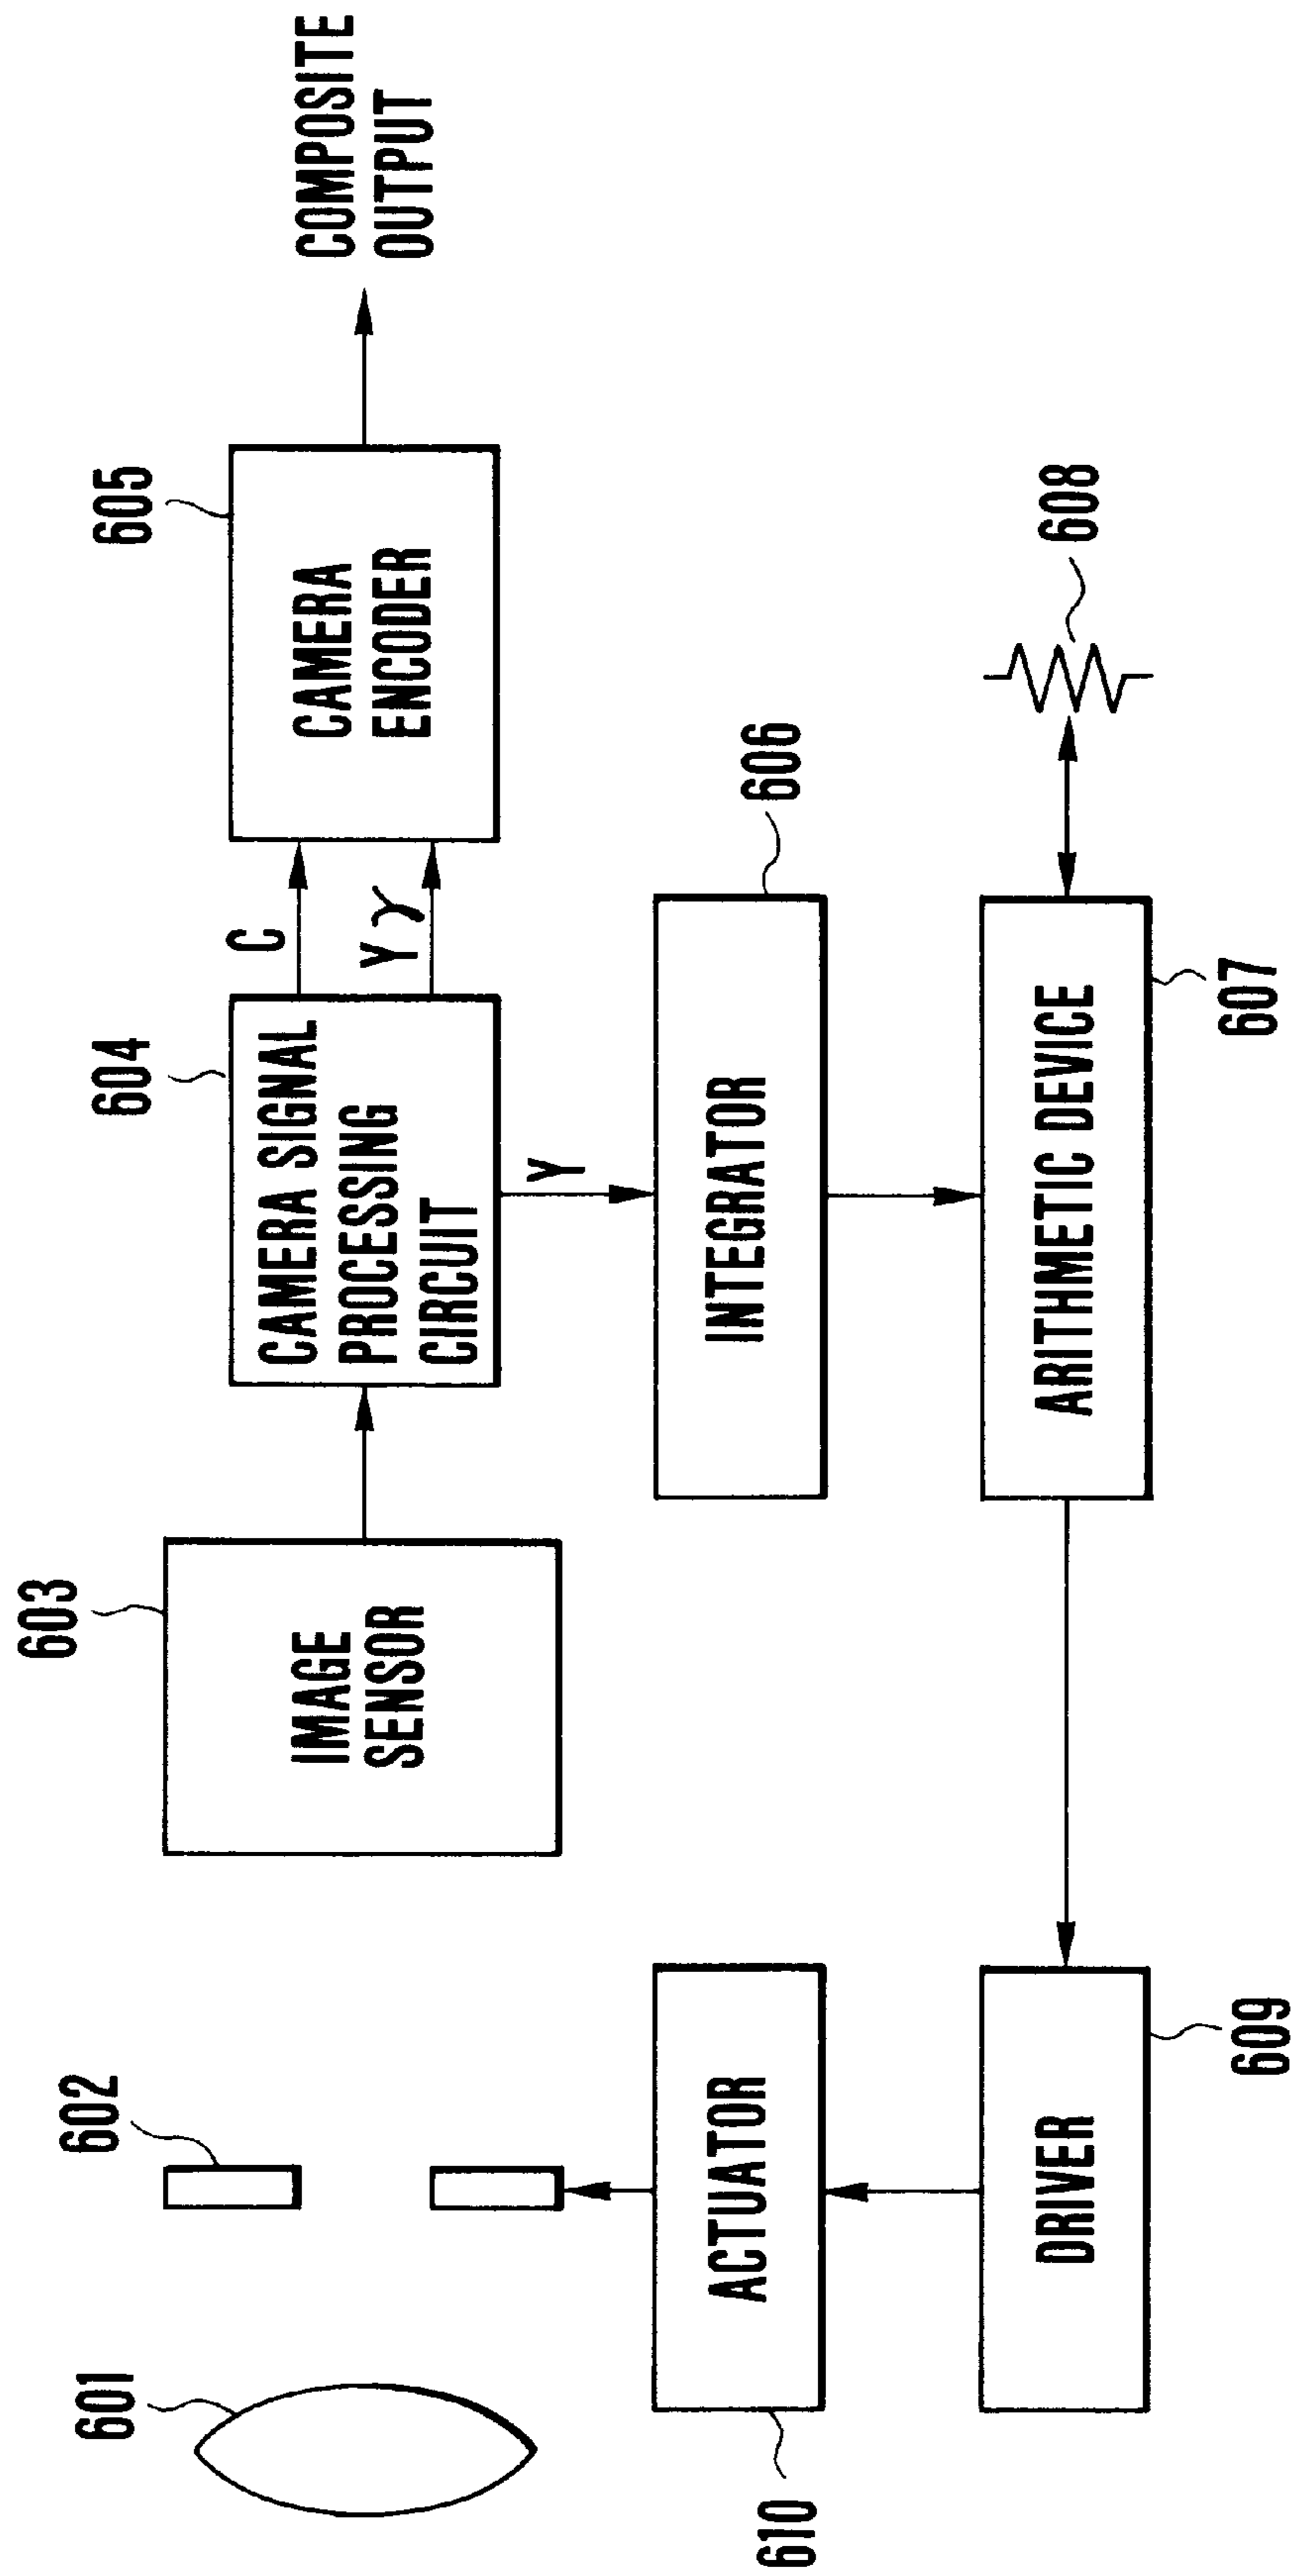 601
602
603
IMAGE
SENSOR
604
CAMERA SIGNAL
PROCESSING
CIRCUIT
C
Yγ
605
CAMERA
ENCODER
COMPOSITE
OUTPUT
Y
606
INTEGRATOR
ACTUATOR
610
DRIVER
609
ARITHMETIC DEVICE
607
608